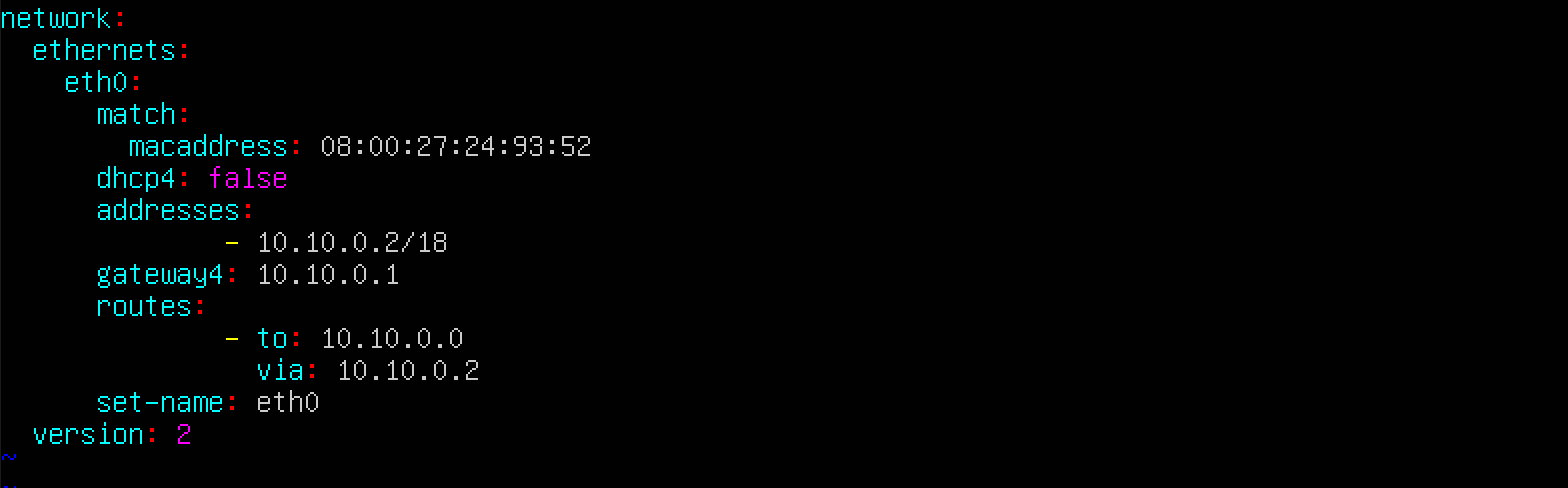 network:
  ethernets:
    eth0:
      match:
        macaddress: 08:00:27:24:93:52
      dhcp4: false
      addresses:
              - 10.10.0.2/18
      gateway4: 10.10.0.1
      routes:
              - to: 10.10.0.0
                via: 10.10.0.2
      set-name: eth0
  version: 2
~
~